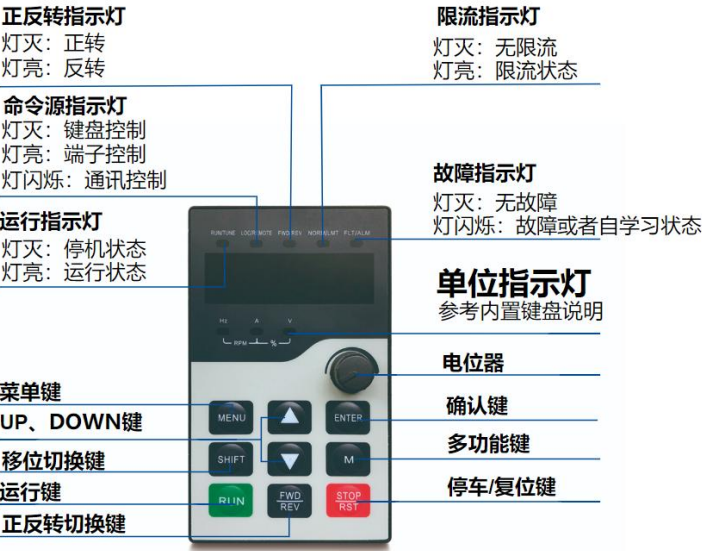 正反转指示灯
灯灭：正转
灯亮：反转
命令源指示灯
灯灭：键盘控制
灯亮：端子控制
灯闪烁：通讯控制
运行指示灯
灯灭：停机状态
灯亮：运行状态
菜单键
UP、DOWN键
移位切换键
运行键
正反转切换键
限流指示灯
灯灭：无限流
灯亮：限流状态
故障指示灯
灯灭：无故障
灯闪烁：故障或者自学习状态
单位指示灯
参考内置键盘说明
电位器
确认键
多功能键
停车/复位键
RUN/TUNE LOC/REMOTE FWD/REV NORM/LMT FLT/ALM
Hz A V
RPM %
MENU ENTER
SHIFT M
RUN FWD STOP
REV RST